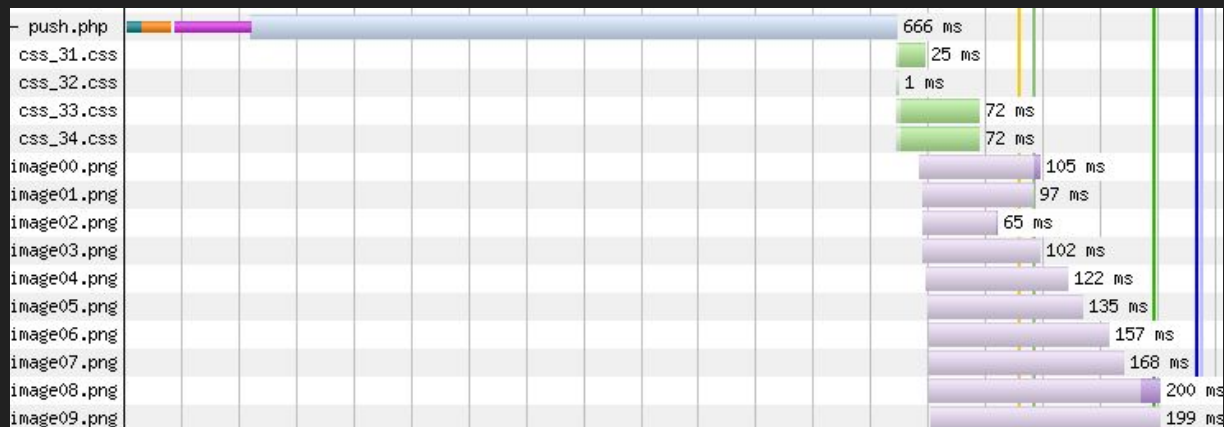 push.php 666 ms
css_31.css 25 ms
css_32.css 1 ms
css_33.css 72 ms
css_34.css 72 ms
image00.png 105 ms
image01.png 97 ms
image02.png 65 ms
image03.png 102 ms
image04.png 122 ms
image05.png 135 ms
image06.png 157 ms
image07.png 168 ms
image08.png 200 ms
image09.png 199 ms